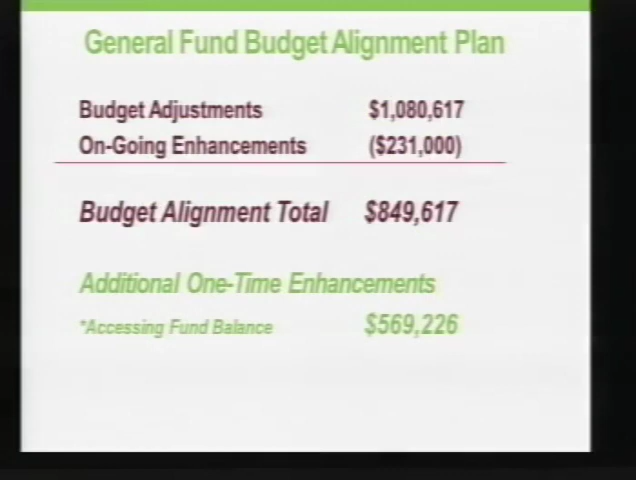 General Fund Budget Alignment Plan
Budget Adjustments $1,080,617
On-Going Enhancements ($231,000)
Budget Alignment Total $849,617
Additional One-Time Enhancements
*Accessing Fund Balance $569,226